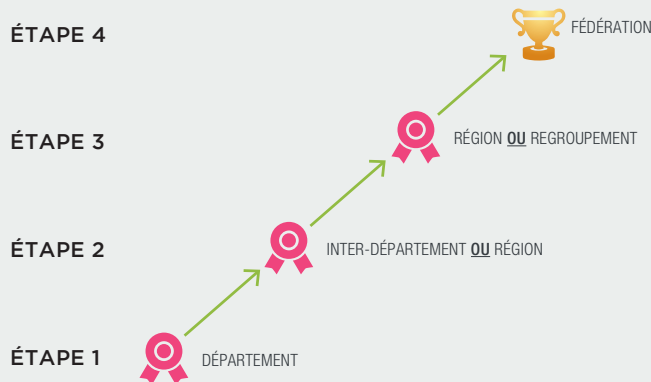 ÉTAPE 4
FÉDÉRATION
ÉTAPE 3
RÉGION OU REGROUPEMENT
ÉTAPE 2
INTER-DÉPARTEMENT OU RÉGION
ÉTAPE 1
DÉPARTEMENT